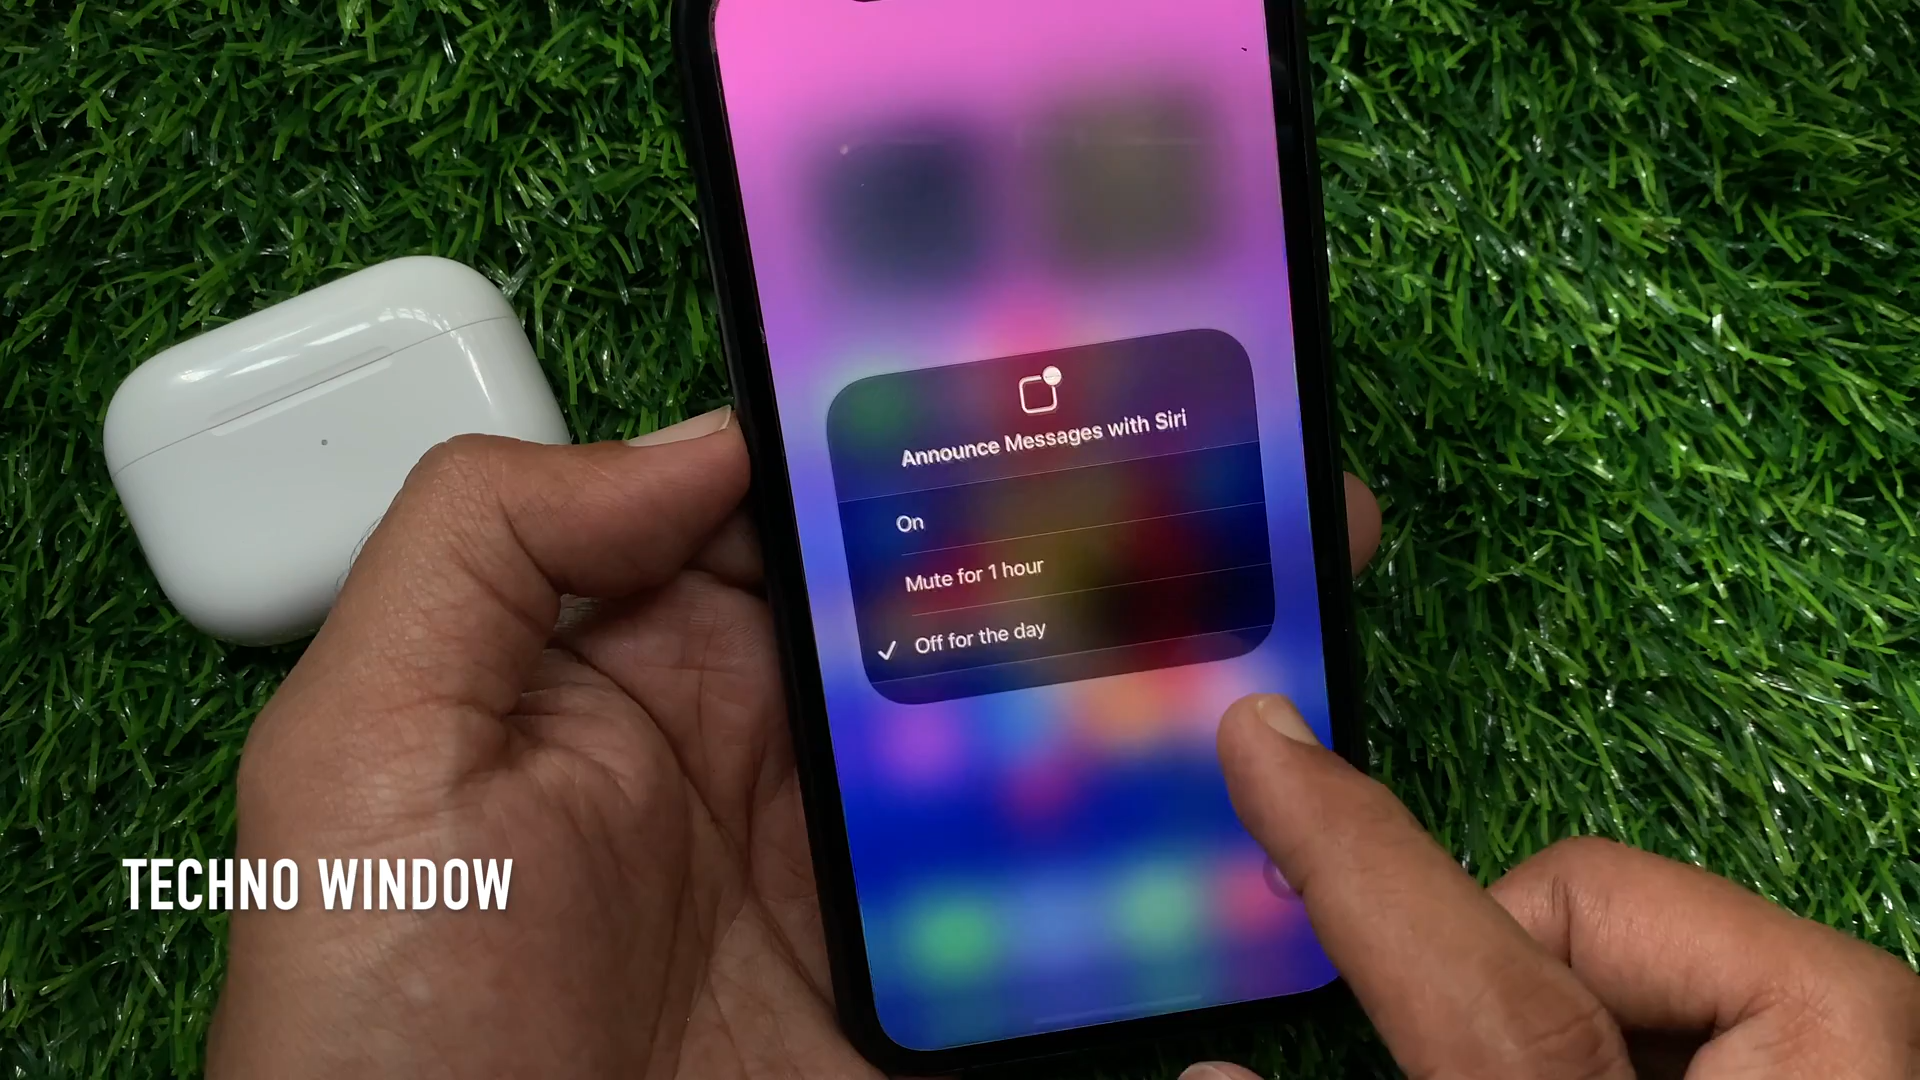 Announce Messages with Siri
On
Mute for 1 hour
✓ Off for the day
TECHNO WINDOW